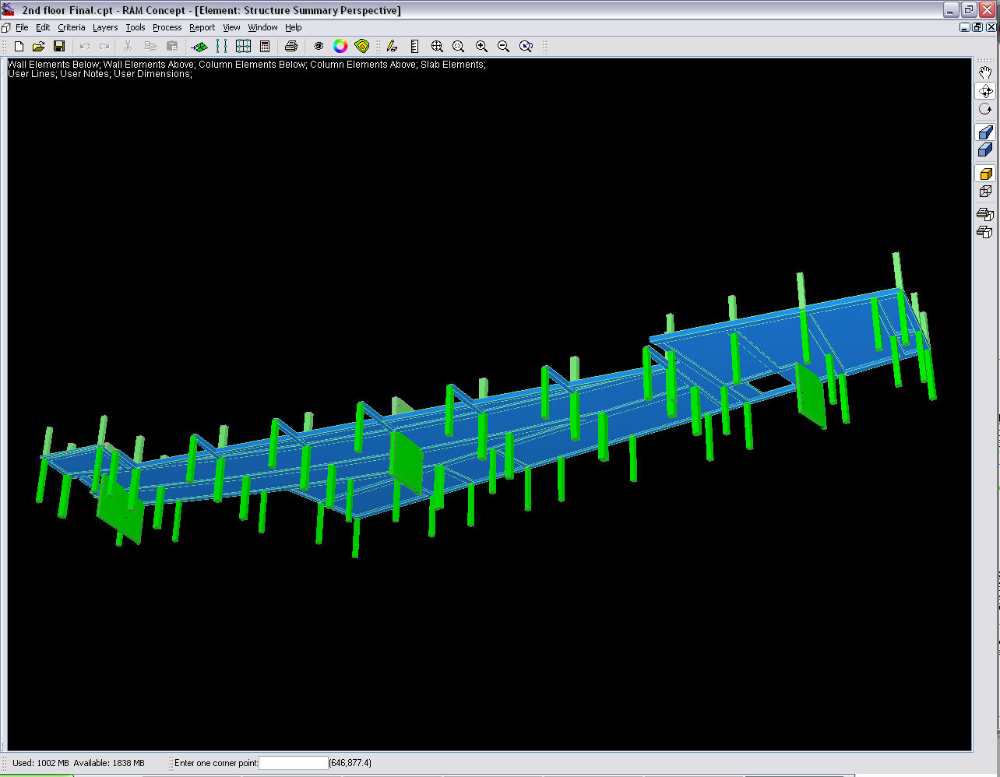 2nd floor Final.cpt - RAM Concept - [Element: Structure Summary Perspective]
File Edit Criteria Layers Tools Process Report View Window Help
Wall Elements Below; Wall Elements Above; Column Elements Below; Column Elements Above; Slab Elements;
User Lines; User Notes; User Dimensions;
Used: 1002 MB Available: 1838 MB Enter one corner point: (646,877.4)